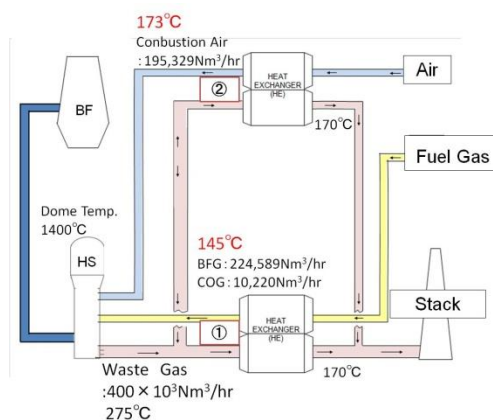 173℃
Conbustion Air
: 195,329Nm³/hr
②
HEAT
EXCHANGER
(HE)
Air
BF
170℃
Fuel Gas
Dome Temp.
1400℃
145℃
BFG : 224,589Nm³/hr
COG : 10,220Nm³/hr
HS
①
HEAT
EXCHANGER
(HE)
Stack
Waste Gas
:400 × 10³Nm³/hr
275℃
170℃